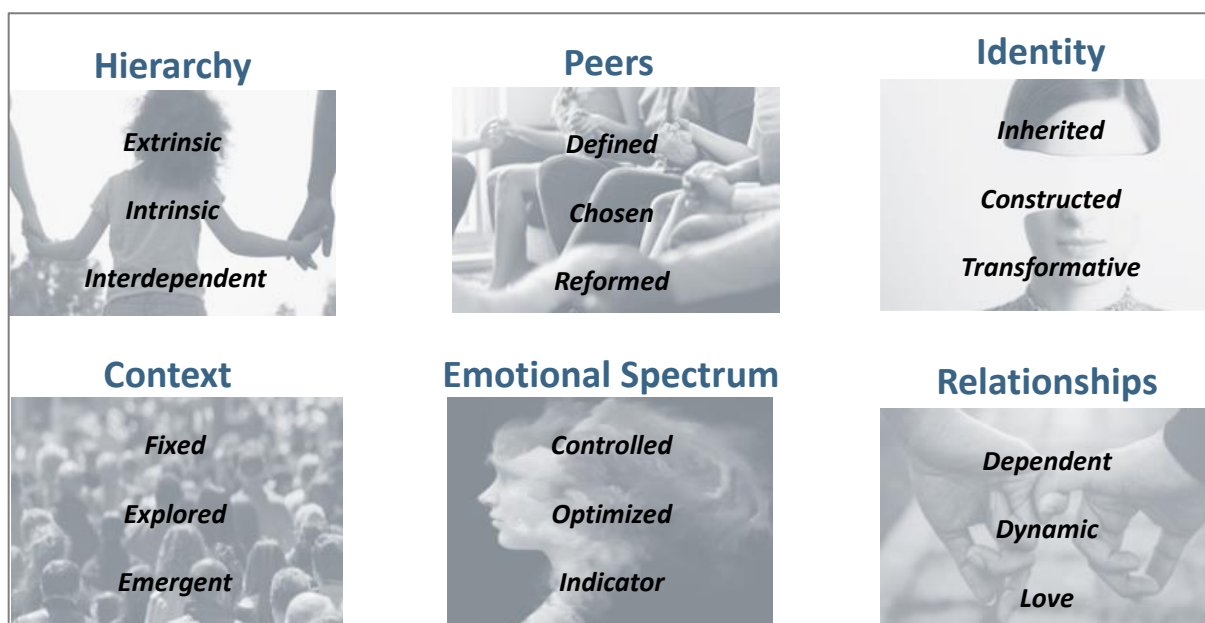 Hierarchy
Extrinsic
Intrinsic
Interdependent
Peers
Defined
Chosen
Reformed
Identity
Inherited
Constructed
Transformative
Context
Fixed
Explored
Emergent
Emotional Spectrum
Controlled
Optimized
Indicator
Relationships
Dependent
Dynamic
Love